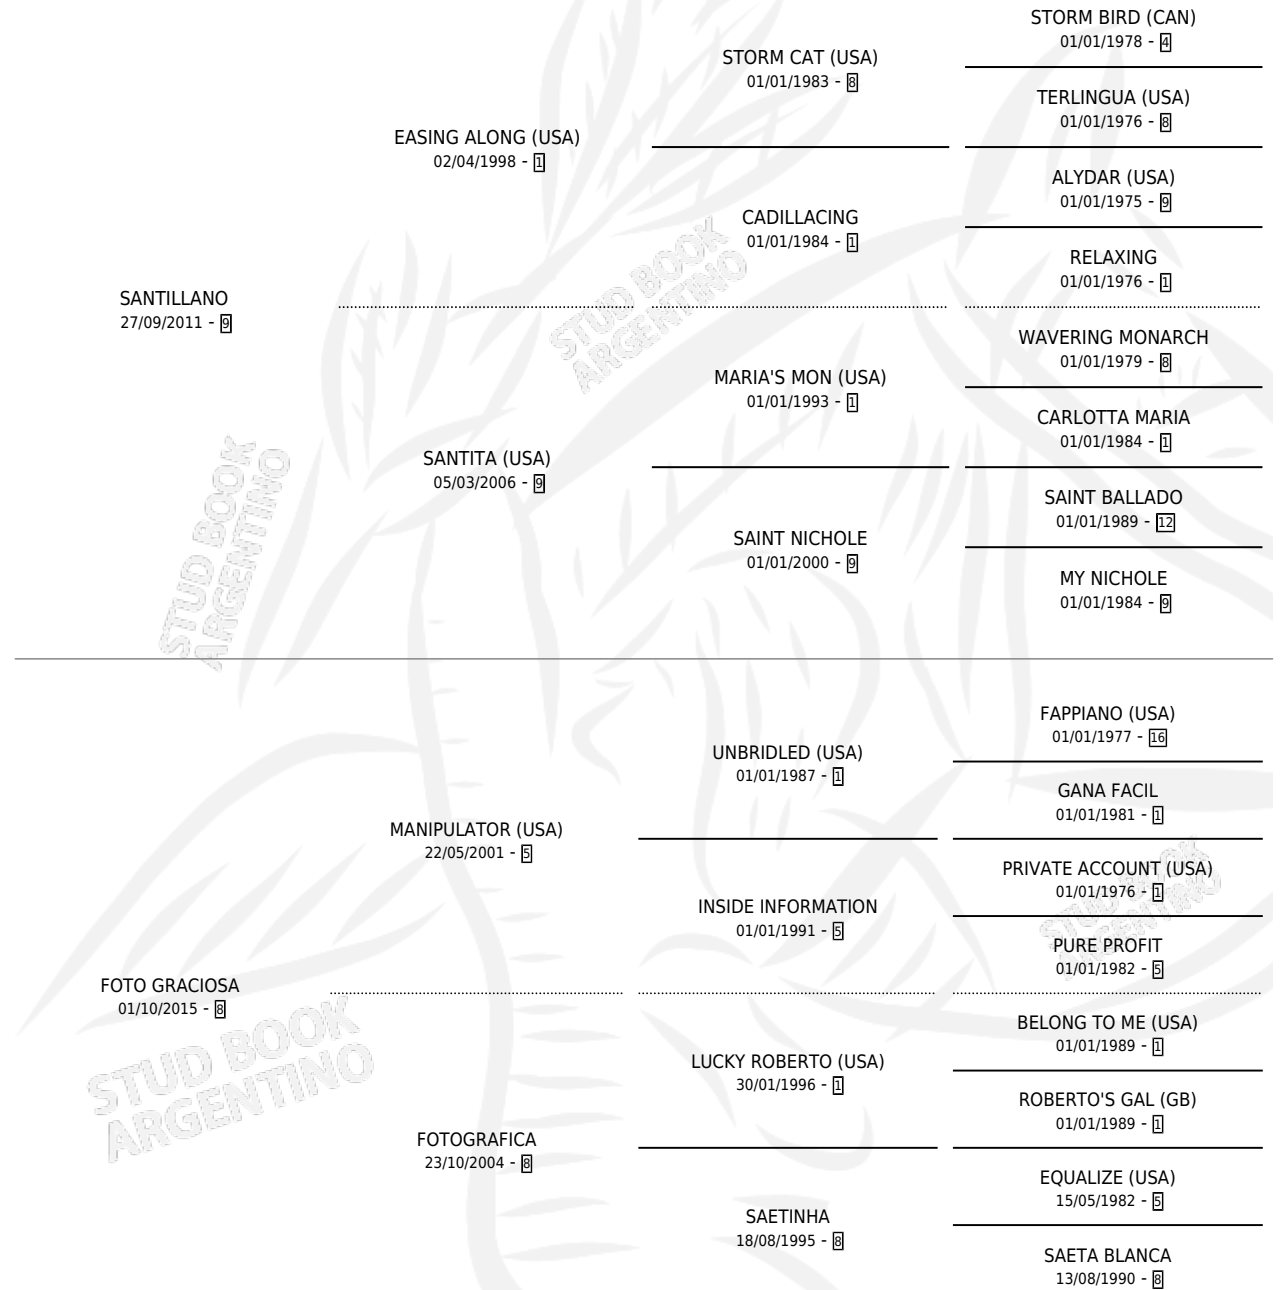 STORM BIRD (CAN)
01/01/1978 - 4
STORM CAT (USA)
01/01/1983 - 8
TERLINGUA (USA)
01/01/1976 - 8
EASING ALONG (USA)
02/04/1998 - 1
ALYDAR (USA)
01/01/1975 - 9
CADILLACING
01/01/1984 - 1
RELAXING
01/01/1976 - 1
SANTILLANO
27/09/2011 - 9
WAVERING MONARCH
01/01/1979 - 8
MARIA'S MON (USA)
01/01/1993 - 1
CARLOTTA MARIA
01/01/1984 - 1
SANTITA (USA)
05/03/2006 - 9
SAINT BALLADO
01/01/1989 - 12
SAINT NICHOLE
01/01/2000 - 9
MY NICHOLE
01/01/1984 - 9
FAPPIANO (USA)
01/01/1977 - 16
UNBRIDLED (USA)
01/01/1987 - 1
GANA FACIL
01/01/1981 - 1
MANIPULATOR (USA)
22/05/2001 - 5
PRIVATE ACCOUNT (USA)
01/01/1976 - 1
INSIDE INFORMATION
01/01/1991 - 5
PURE PROFIT
01/01/1982 - 5
FOTO GRACIOSA
01/10/2015 - 8
BELONG TO ME (USA)
01/01/1989 - 1
LUCKY ROBERTO (USA)
30/01/1996 - 1
ROBERTO'S GAL (GB)
01/01/1989 - 1
FOTOGRAFICA
23/10/2004 - 8
EQUALIZE (USA)
15/05/1982 - 5
SAETINHA
18/08/1995 - 8
SAETA BLANCA
13/08/1990 - 8
STUD BOOK
ARGENTINO
STUD BOOK
ARGENTINO
STUD BOOK
ARGENTINO
STUD BOOK
ARGENTINO